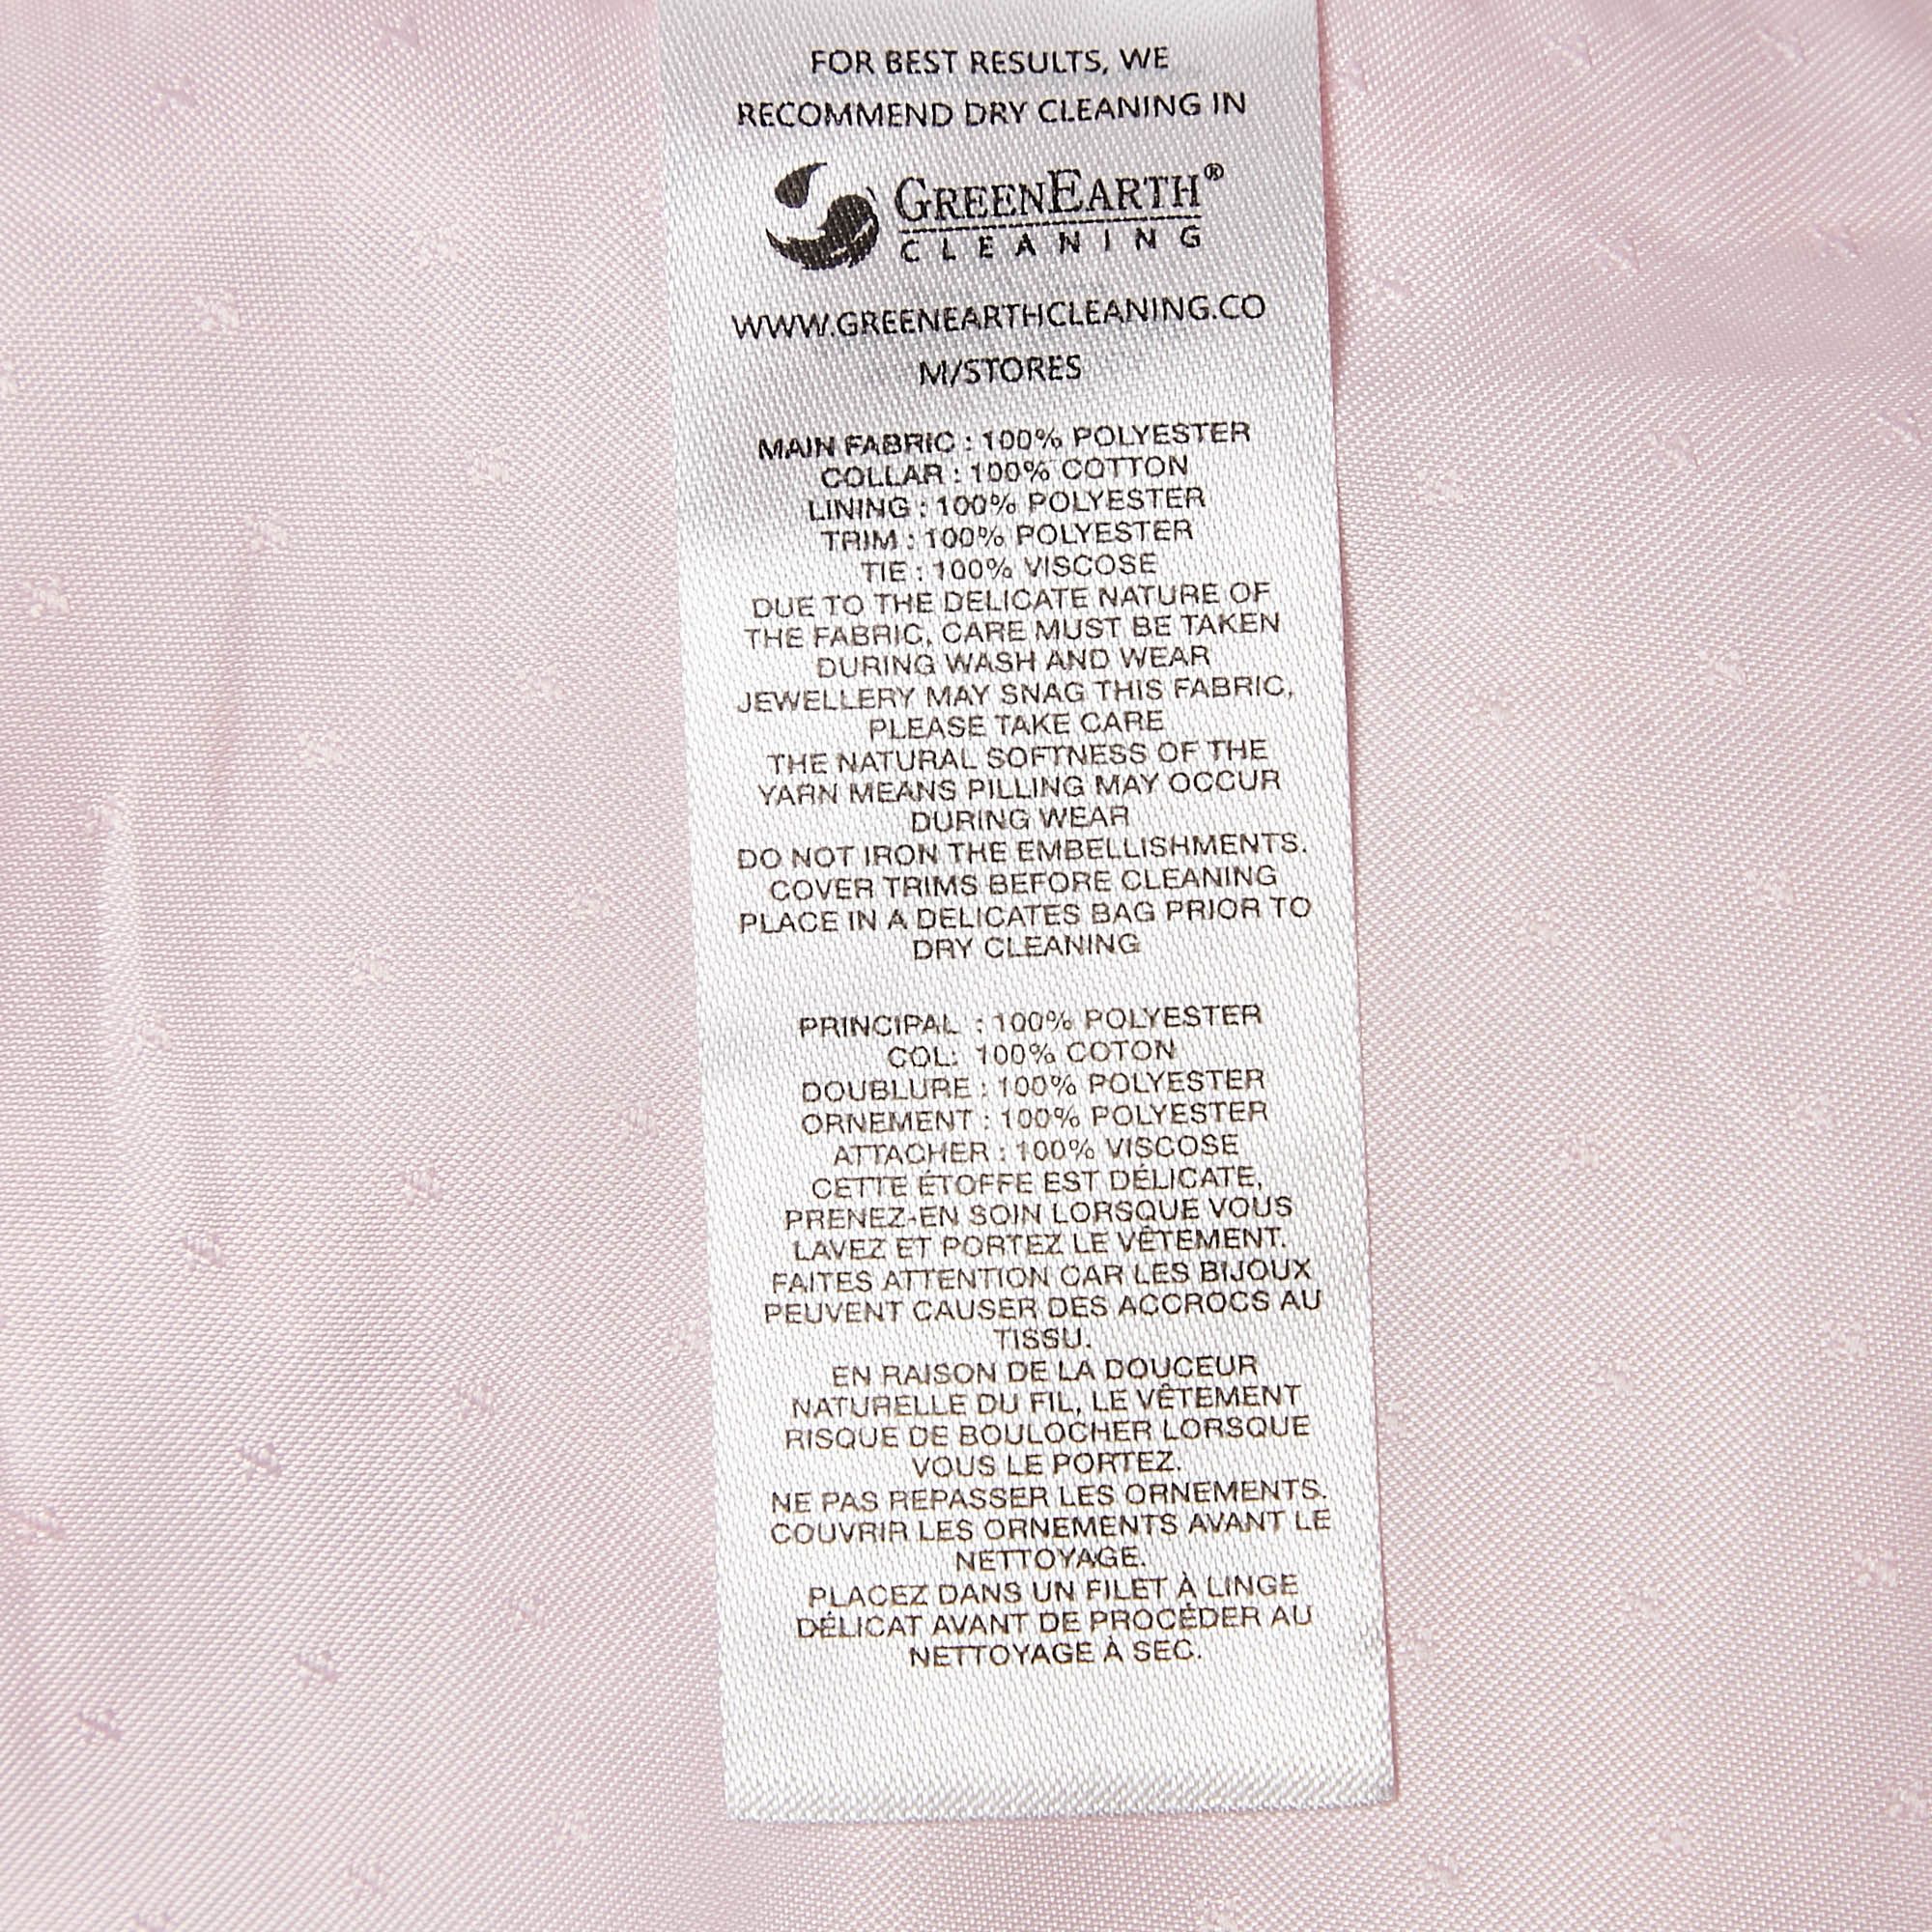 FOR BEST RESULTS, WE
RECOMMEND DRY CLEANING IN
GREENEARTH®
CLEANING
WWW.GREENEARTHCLEANING.CO
M/STORES
MAIN FABRIC : 100% POLYESTER
COLLAR : 100% COTTON
LINING : 100% POLYESTER
TRIM : 100% POLYESTER
TIE : 100% VISCOSE
DUE TO THE DELICATE NATURE OF
THE FABRIC, CARE MUST BE TAKEN
DURING WASH AND WEAR
JEWELLERY MAY SNAG THIS FABRIC,
PLEASE TAKE CARE
THE NATURAL SOFTNESS OF THE
YARN MEANS PILLING MAY OCCUR
DURING WEAR
DO NOT IRON THE EMBELLISHMENTS.
COVER TRIMS BEFORE CLEANING
PLACE IN A DELICATES BAG PRIOR TO
DRY CLEANING
PRINCIPAL : 100% POLYESTER
COL: 100% COTON
DOUBLURE : 100% POLYESTER
ORNEMENT : 100% POLYESTER
ATTACHER : 100% VISCOSE
CETTE ÉTOFFE EST DÉLICATE,
PRENEZ-EN SOIN LORSQUE VOUS
LAVEZ ET PORTEZ LE VÊTEMENT.
FAITES ATTENTION CAR LES BIJOUX
PEUVENT CAUSER DES ACCROCS AU
TISSU.
EN RAISON DE LA DOUCEUR
NATURELLE DU FIL, LE VÊTEMENT
RISQUE DE BOULOCHER LORSQUE
VOUS LE PORTEZ.
NE PAS REPASSER LES ORNEMENTS.
COUVRIR LES ORNEMENTS AVANT LE
NETTOYAGE.
PLACEZ DANS UN FILET À LINGE
DÉLICAT AVANT DE PROCÉDER AU
NETTOYAGE À SEC.